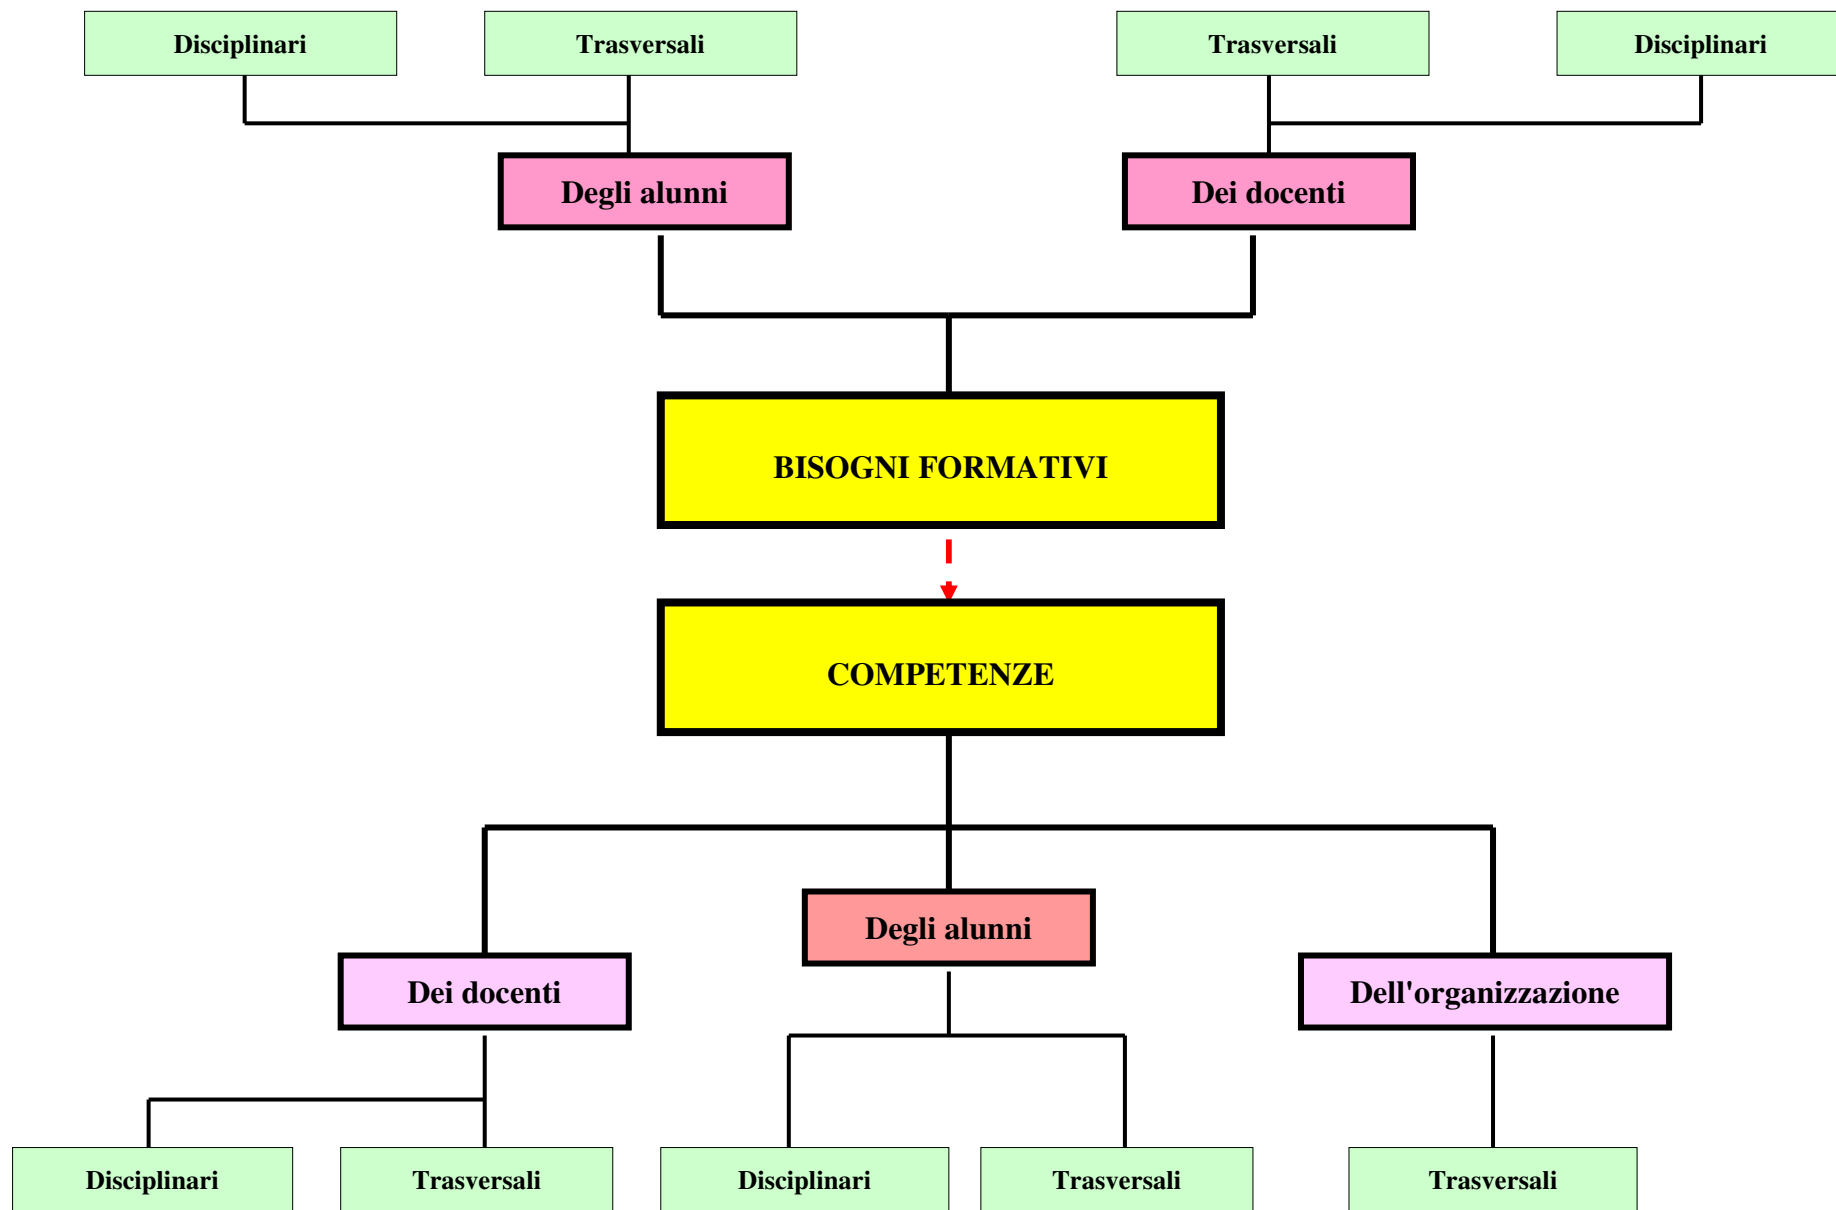 Disciplinari
Trasversali
Trasversali
Disciplinari
Degli alunni
Dei docenti
BISOGNI FORMATIVI
COMPETENZE
Degli alunni
Dei docenti
Dell'organizzazione
Disciplinari
Trasversali
Disciplinari
Trasversali
Trasversali